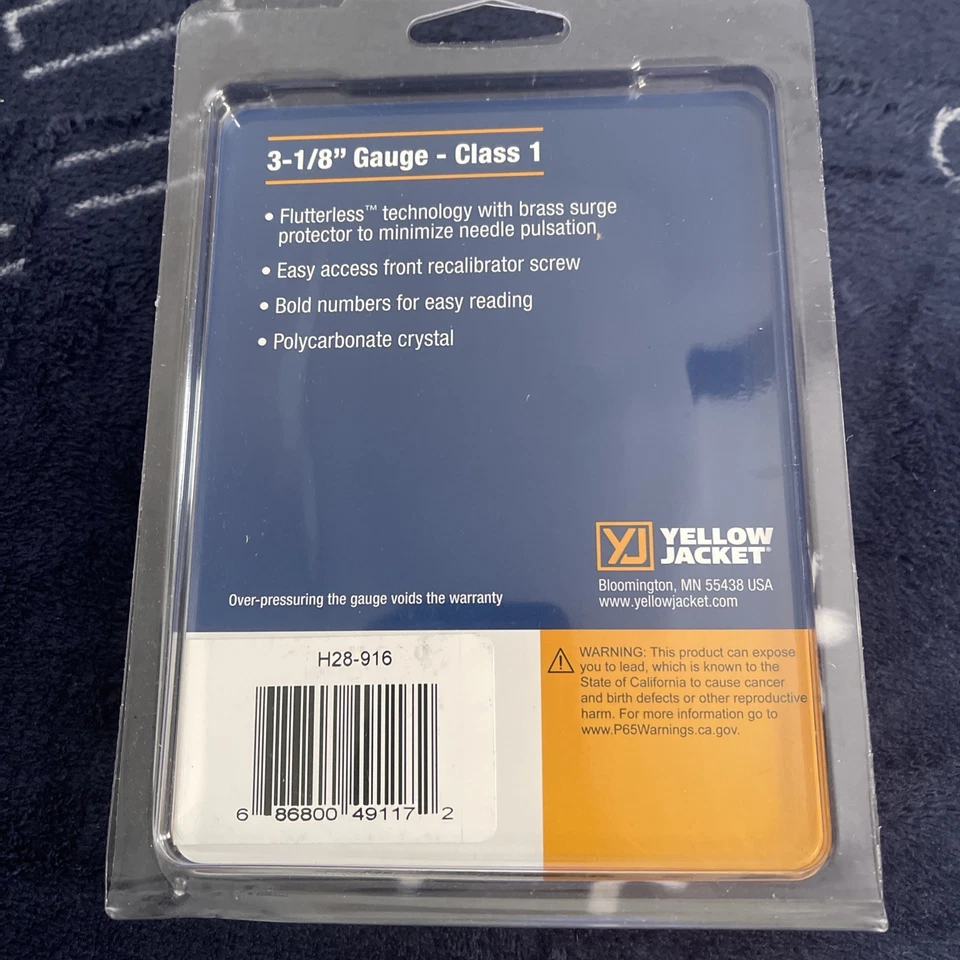 3-1/8” Gauge - Class 1
• Flutterless™ technology with brass surge
protector to minimize needle pulsation
• Easy access front recalibrator screw
• Bold numbers for easy reading
• Polycarbonate crystal
YJ YELLOW
JACKET®
Bloomington, MN 55438 USA
www.yellowjacket.com
Over-pressuring the gauge voids the warranty
H28-916
6 86800 49117 2
WARNING: This product can expose
you to lead, which is known to the
State of California to cause cancer
and birth defects or other reproductive
harm. For more information go to
www.P65Warnings.ca.gov.